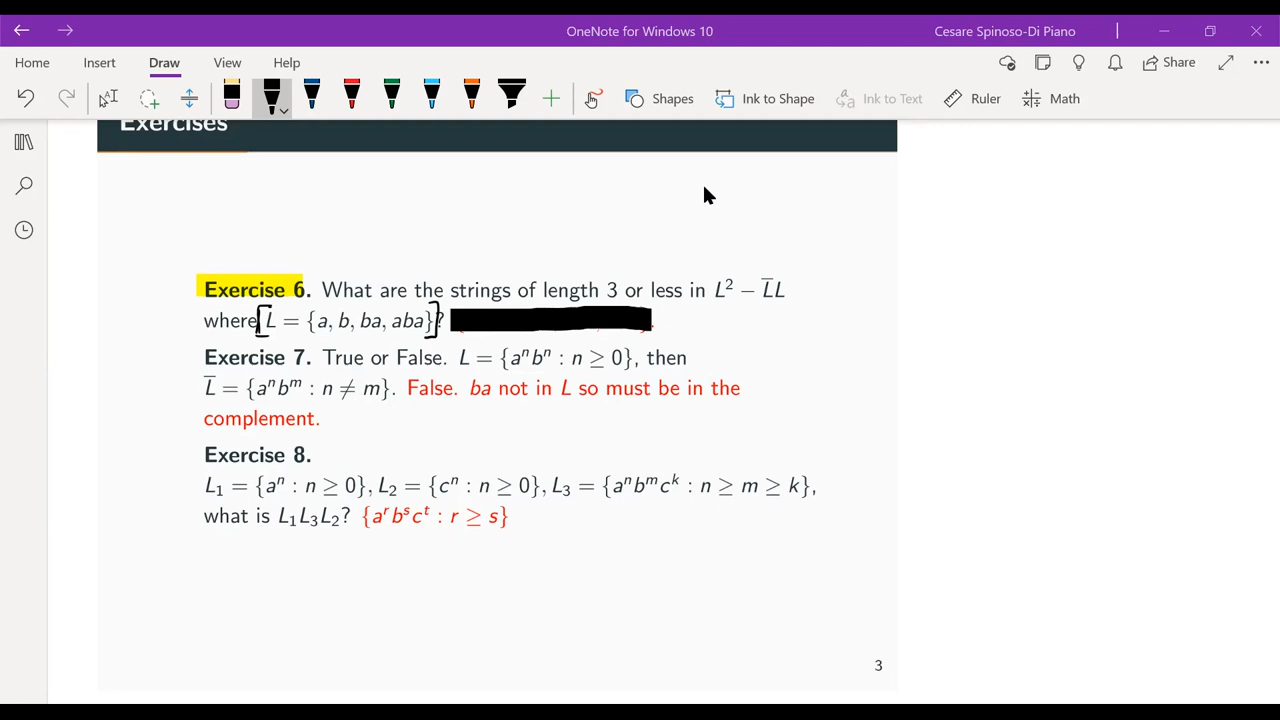 OneNote for Windows 10
Cesare Spinoso-Di Piano
Home Insert Draw View Help
Share
Shapes Ink to Shape Ink to Text Ruler Math
Exercises
Exercise 6. What are the strings of length 3 or less in L² − L̅L
where [L = {a, b, ba, aba}]?
Exercise 7. True or False. L = {aⁿbⁿ : n ≥ 0}, then
L̅ = {aⁿbᵐ : n ≠ m}. False. ba not in L so must be in the
complement.
Exercise 8.
L₁ = {aⁿ : n ≥ 0}, L₂ = {cⁿ : n ≥ 0}, L₃ = {aⁿbᵐcᵏ : n ≥ m ≥ k},
what is L₁L₃L₂? {aʳbˢcᵗ : r ≥ s}
3